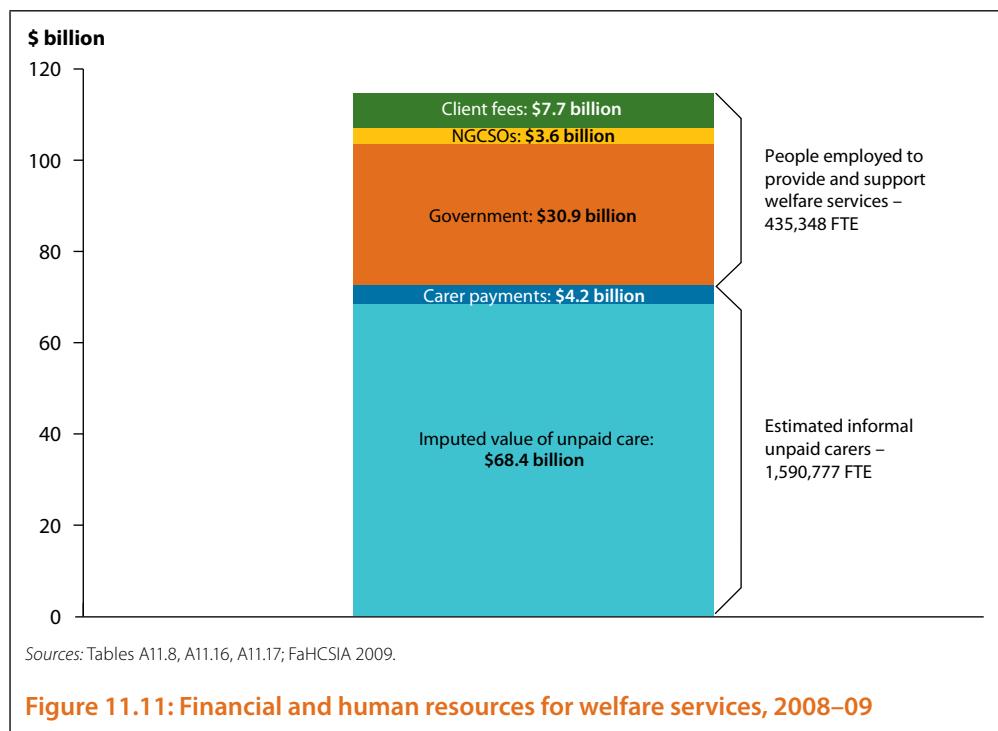 $ billion
120
100
80
60
40
20
0
Client fees: $7.7 billion
NGCSOs: $3.6 billion
Government: $30.9 billion
Carer payments: $4.2 billion
Imputed value of unpaid care:
$68.4 billion
People employed to
provide and support
welfare services –
435,348 FTE
Estimated informal
unpaid carers –
1,590,777 FTE
Sources: Tables A11.8, A11.16, A11.17; FaHCSIA 2009.
Figure 11.11: Financial and human resources for welfare services, 2008–09